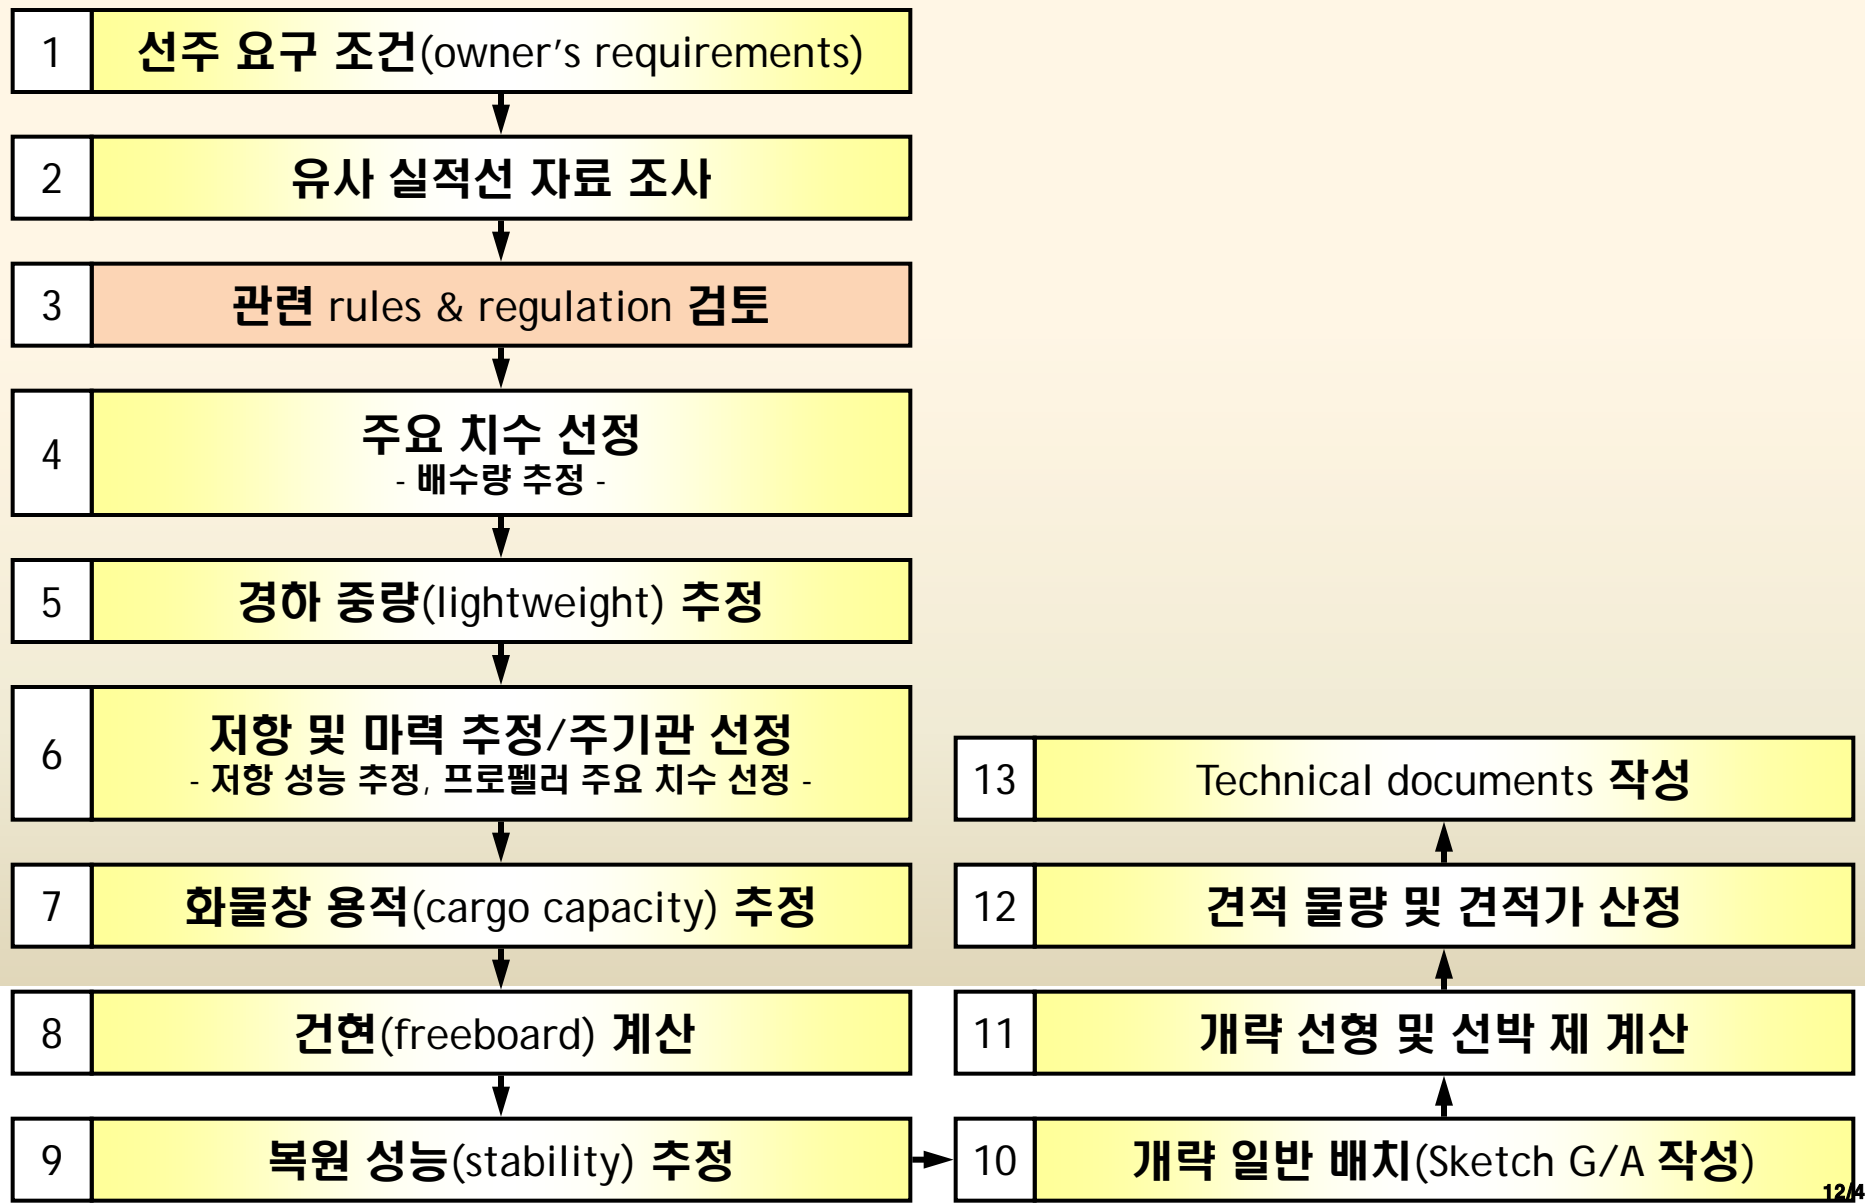 1
선주 요구 조건(owner's requirements)
2
유사 실적선 자료 조사
3
관련 rules & regulation 검토
4
주요 치수 선정
- 배수량 추정 -
5
경하 중량(lightweight) 추정
6
저항 및 마력 추정/주기관 선정
- 저항 성능 추정, 프로펠러 주요 치수 선정 -
7
화물창 용적(cargo capacity) 추정
8
건현(freeboard) 계산
9
복원 성능(stability) 추정
10
개략 일반 배치(Sketch G/A 작성)
11
개략 선형 및 선박 제 계산
12
견적 물량 및 견적가 산정
13
Technical documents 작성
12/4